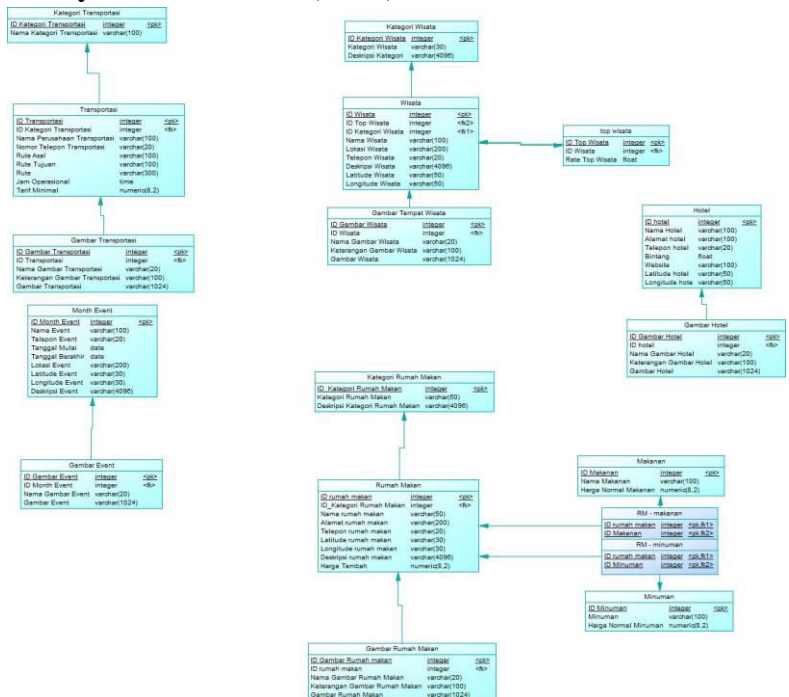 Kategori Transportasi
ID Kategori Transportasi integer <pk>
Nama Kategori Transportasi varchar(100)
Transportasi
ID Transportasi integer <pk>
ID Kategori Transportasi integer <fk>
Nama Perusahaan Transportasi varchar(100)
Nomor Telepon Transportasi varchar(20)
Rute Asal varchar(100)
Rute Tujuan varchar(100)
Rute varchar(300)
Jam Operasional time
Tarif Minimal numeric(8,2)
Gambar Transportasi
ID Gambar Transportasi integer <pk>
ID Transportasi integer <fk>
Nama Gambar Transportasi varchar(20)
Keterangan Gambar Transportasi varchar(100)
Gambar Transportasi varchar(1024)
Month Event
ID Month Event integer <pk>
Nama Event varchar(100)
Telepon Event varchar(20)
Tanggal Mulai date
Tanggal Berakhir date
Lokasi Event varchar(200)
Latitude Event varchar(30)
Longitude Event varchar(30)
Deskripsi Event varchar(4096)
Gambar Event
ID Gambar Event integer <pk>
ID Month Event integer <fk>
Nama Gambar Event varchar(20)
Gambar Event varchar(1024)
Kategori Wisata
ID Kategori Wisata integer <pk>
Kategori Wisata varchar(30)
Deskripsi Kategori varchar(4096)
Wisata
ID Wisata integer <pk>
ID Top Wisata integer <fk2>
ID Kategori Wisata integer <fk1>
Nama Wisata varchar(100)
Lokasi Wisata varchar(200)
Telepon Wisata varchar(20)
Deskripsi Wisata varchar(4096)
Latitude Wisata varchar(50)
Longitude Wisata varchar(50)
top wisata
ID Top Wisata integer <pk>
ID Wisata integer <fk>
Rate Top Wisata float
Gambar Tempat Wisata
ID Gambar Wisata integer <pk>
ID Wisata integer <fk>
Nama Gambar Wisata varchar(20)
Keterangan Gambar Wisata varchar(100)
Gambar Wisata varchar(1024)
Hotel
ID hotel integer <pk>
Nama Hotel varchar(100)
Alamat hotel varchar(100)
Telepon hotel varchar(20)
Bintang float
Website varchar(100)
Latitude hotel varchar(50)
Longitude hote varchar(50)
Gambar Hotel
ID Gambar Hotel integer <pk>
ID hotel integer <fk>
Nama Gambar Hotel varchar(20)
Keterangan Gambar Hotel varchar(100)
Gambar Hotel varchar(1024)
Kategori Rumah Makan
ID_Kategori Rumah Makan integer <pk>
Kategori Rumah Makan varchar(50)
Deskripsi Kategori Rumah Makan varchar(4096)
Rumah Makan
ID rumah makan integer <pk>
ID_Kategori Rumah Makan integer <fk>
Nama rumah makan varchar(50)
Alamat rumah makan varchar(200)
Telepon rumah makan varchar(20)
Latitude rumah makan varchar(30)
Longitude rumah makan varchar(30)
Deskripsi rumah makan varchar(4096)
Harga Tambah numeric(8,2)
Gambar Rumah Makan
ID Gambar Rumah makan integer <pk>
ID rumah makan integer <fk>
Nama Gambar Rumah Makan varchar(20)
Keterangan Gambar Rumah Makan varchar(100)
Gambar Rumah Makan varchar(1024)
Makanan
ID Makanan integer <pk>
Nama Makanan varchar(100)
Harga Normal Makanan numeric(8,2)
RM - makanan
ID rumah makan integer <pk,fk1>
ID Makanan integer <pk,fk2>
RM - minuman
ID rumah makan integer <pk,fk1>
ID Minuman integer <pk,fk2>
Minuman
ID Minuman integer <pk>
Minuman varchar(100)
Harga Normal Minuman numeric(8,2)